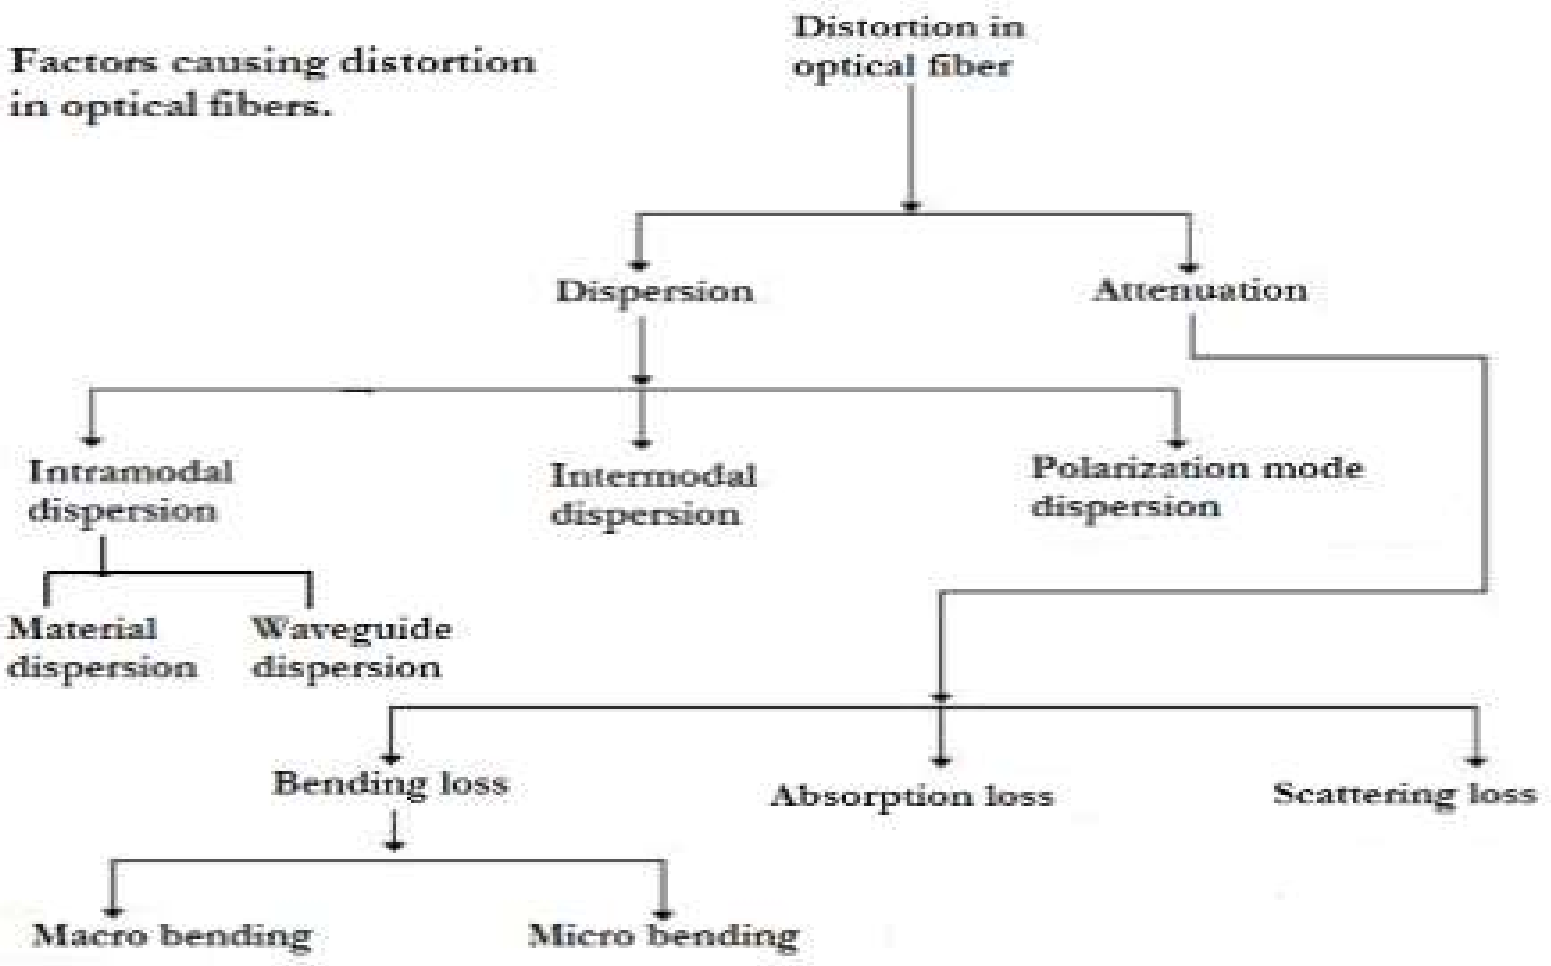 Factors causing distortion
in optical fibers.
Distortion in
optical fiber
Dispersion
Attenuation
Intramodal
dispersion
Intermodal
dispersion
Polarization mode
dispersion
Material
dispersion
Waveguide
dispersion
Bending loss
Absorption loss
Scattering loss
Macro bending
Micro bending